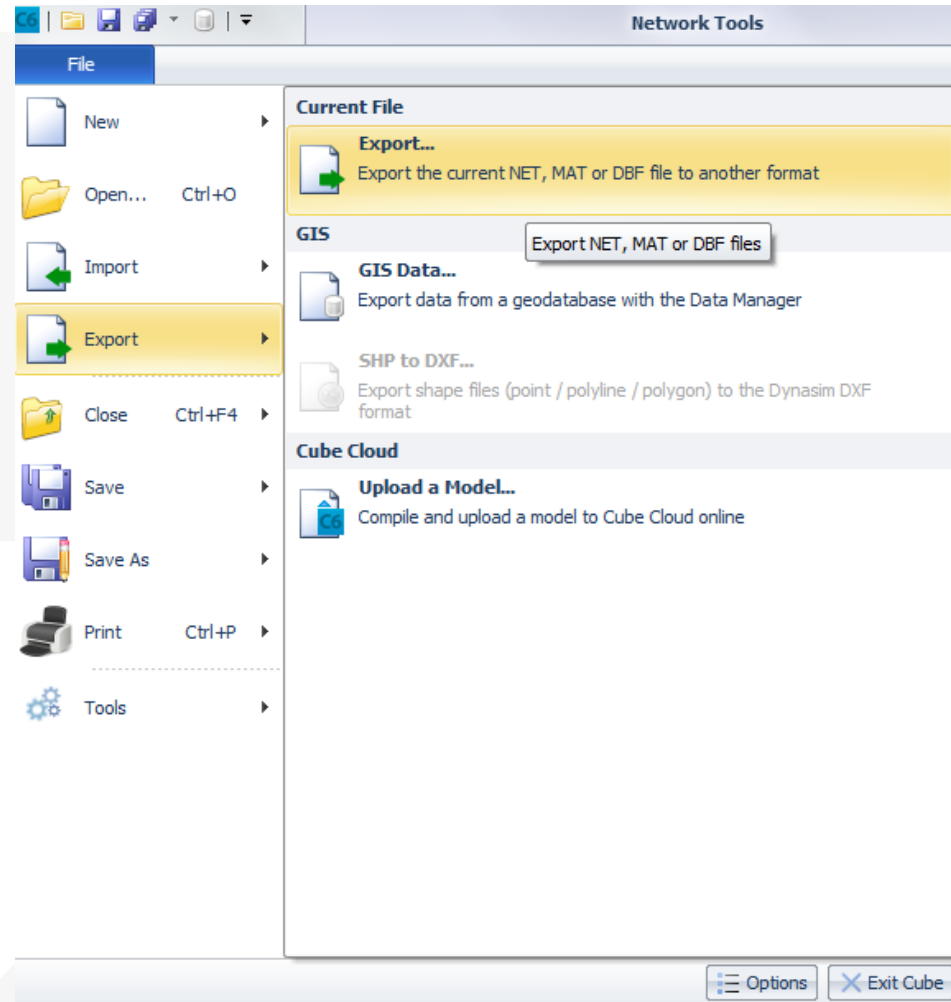 C6
Network Tools
File
New
Open... Ctrl+O
Import
Export
Close Ctrl+F4
Save
Save As
Print Ctrl+P
Tools
Current File
Export...
Export the current NET, MAT or DBF file to another format
Export NET, MAT or DBF files
GIS
GIS Data...
Export data from a geodatabase with the Data Manager
SHP to DXF...
Export shape files (point / polyline / polygon) to the Dynasim DXF
format
Cube Cloud
Upload a Model...
C6
Compile and upload a model to Cube Cloud online
Options
Exit Cube